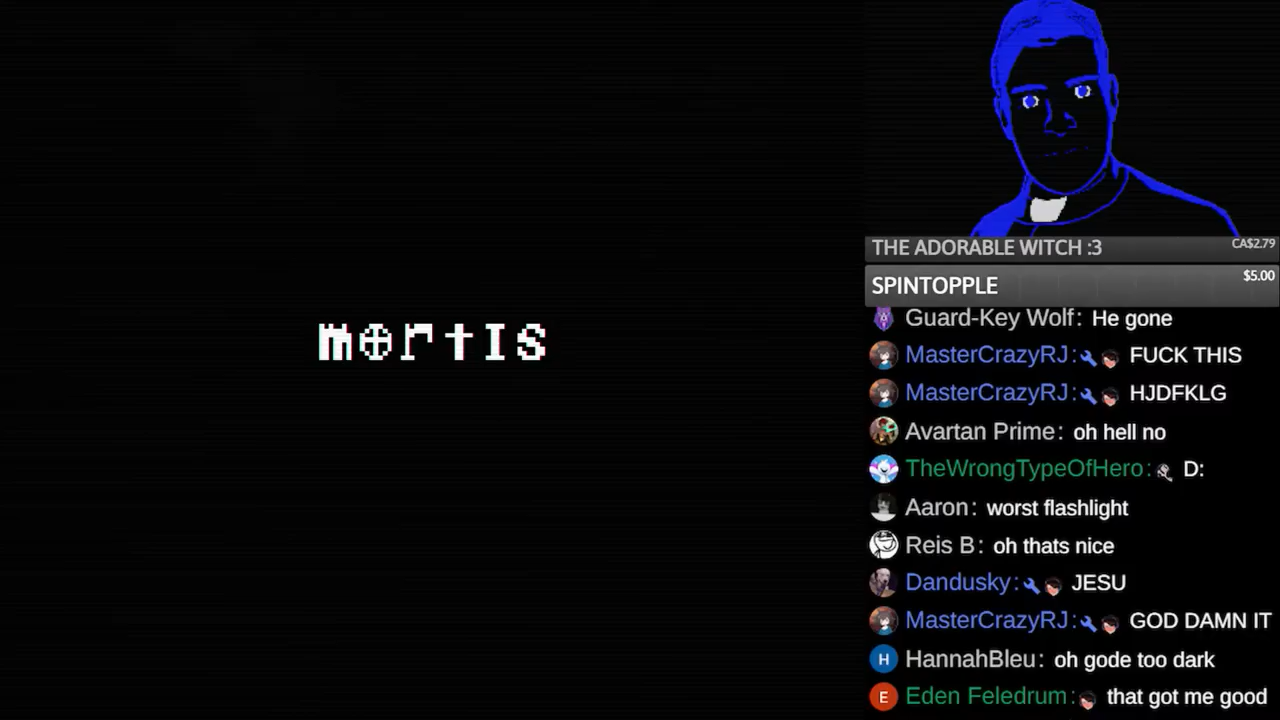 mortis
THE ADORABLE WITCH :3 CA$2.79
SPINTOPPLE $5.00
Guard-Key Wolf: He gone
MasterCrazyRJ: FUCK THIS
MasterCrazyRJ: HJDFKLG
Avartan Prime: oh hell no
TheWrongTypeOfHero: D:
Aaron: worst flashlight
Reis B: oh thats nice
Dandusky: JESU
MasterCrazyRJ: GOD DAMN IT
H HannahBleu: oh gode too dark
E Eden Feledrum: that got me good